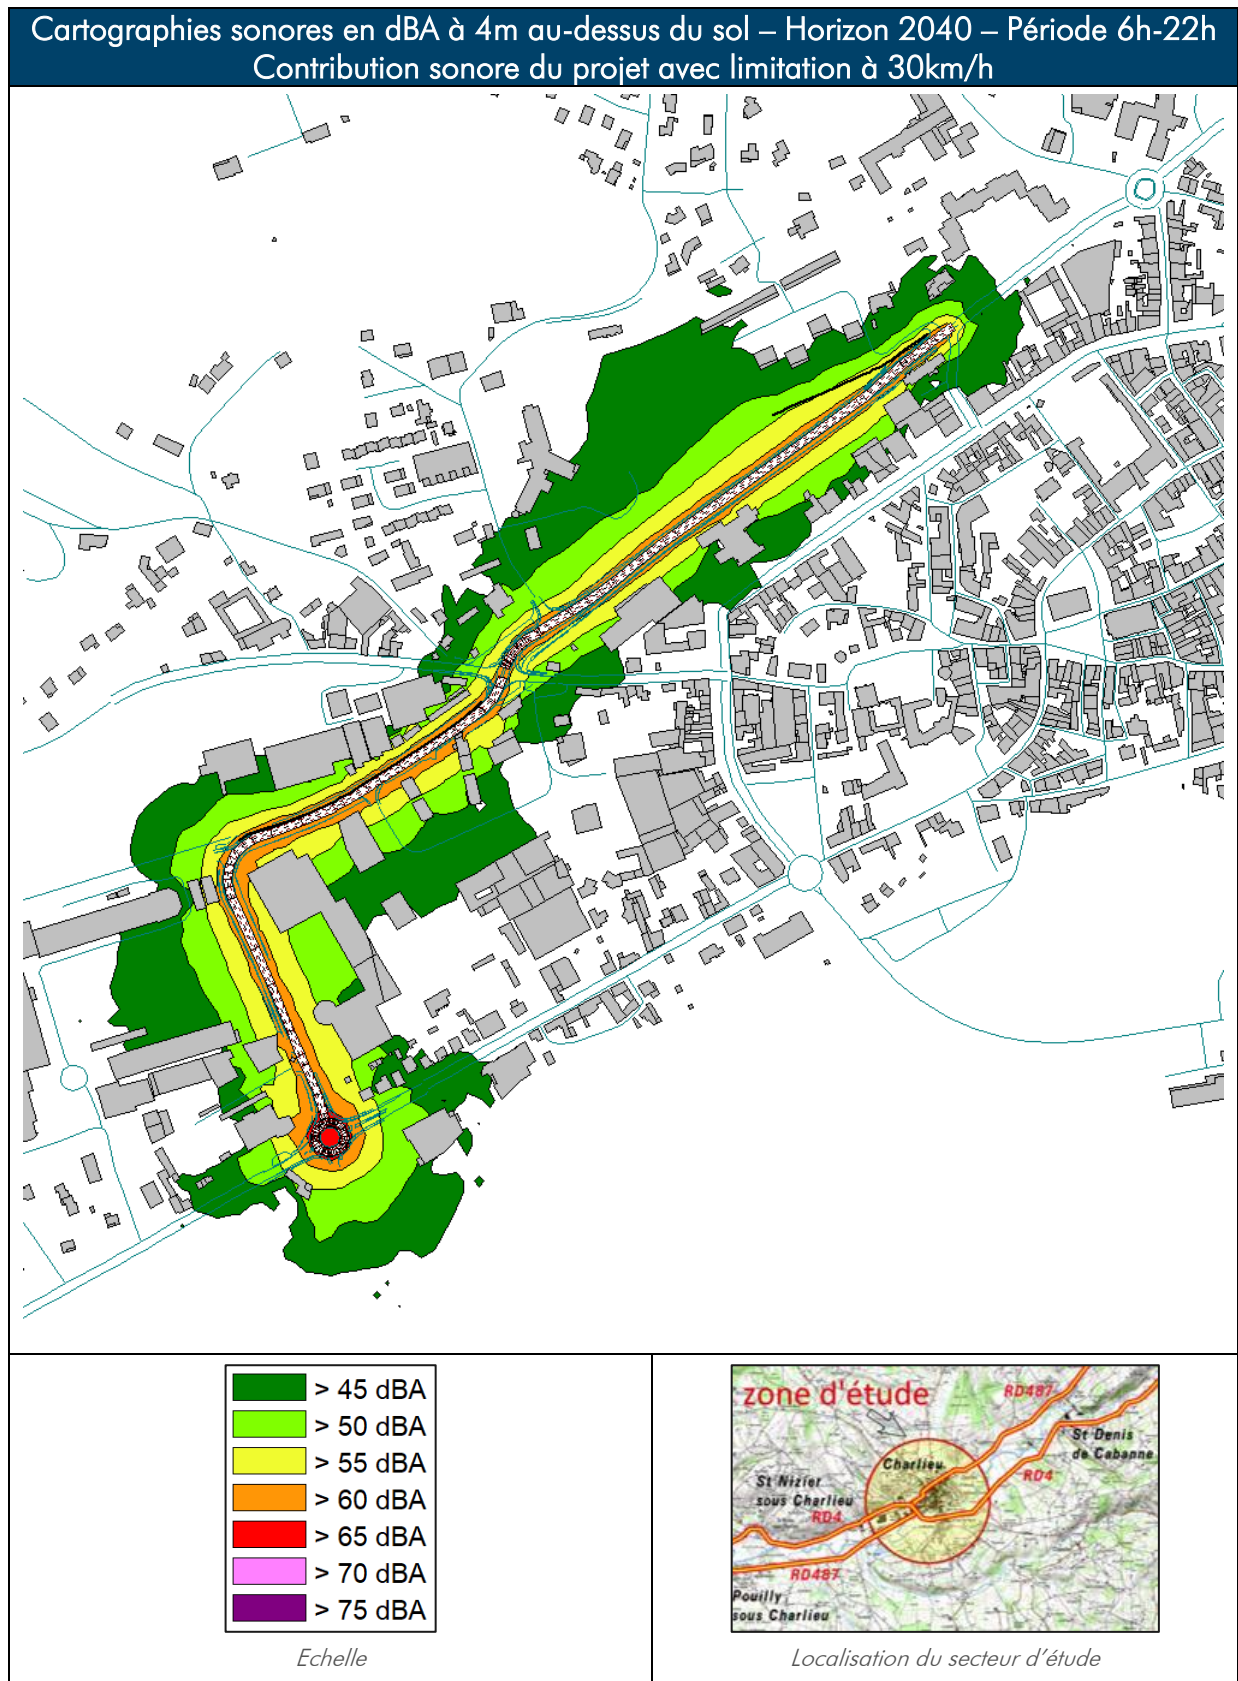 Cartographies sonores en dBA à 4m au-dessus du sol – Horizon 2040 – Période 6h-22h
Contribution sonore du projet avec limitation à 30km/h
> 45 dBA
> 50 dBA
> 55 dBA
> 60 dBA
> 65 dBA
> 70 dBA
> 75 dBA
Echelle
zone d'étude
RD487
St Denis
de Cabanne
Charlieu
RD4
St Nizier
sous Charlieu
RD4
RD487
Pouilly
sous Charlieu
Localisation du secteur d'étude